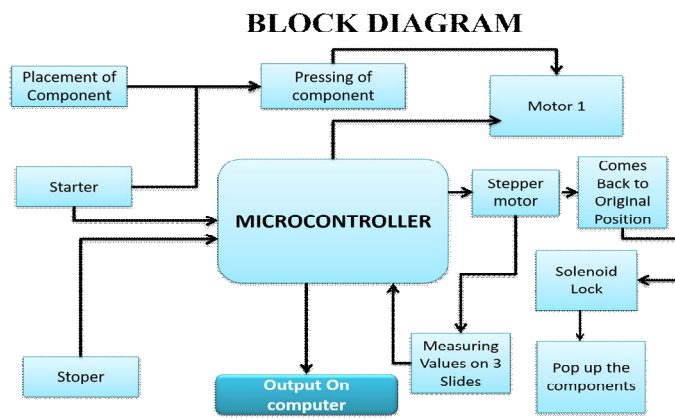 BLOCK DIAGRAM
Placement of
Component
Pressing of
component
Motor 1
Starter
MICROCONTROLLER
Stepper
motor
Comes
Back to
Original
Position
Solenoid
Lock
Stoper
Output On
computer
Measuring
Values on 3
Slides
Pop up the
components